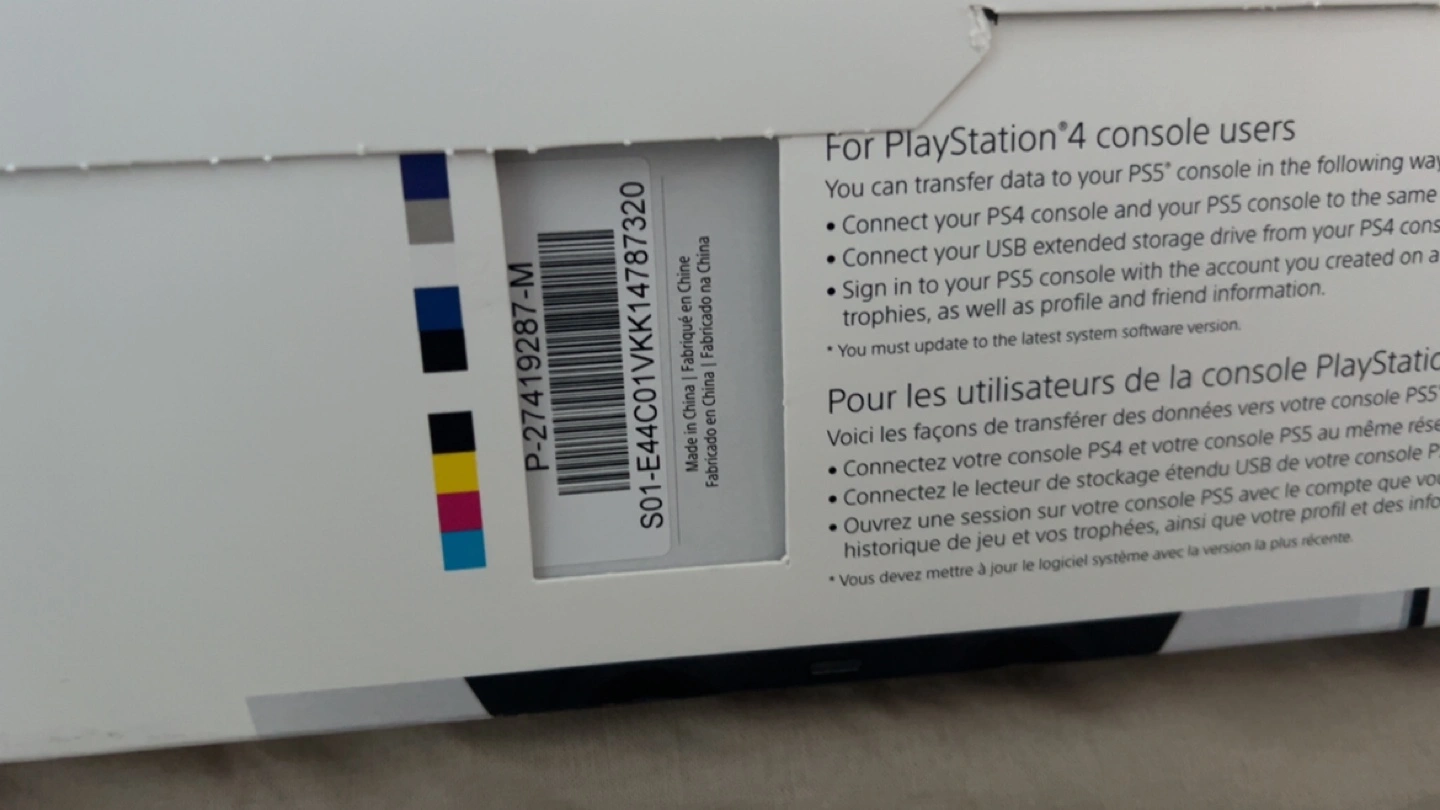 P-27419287-M
S01-E44C01VKK14787320
Made in China | Fabriqué en Chine
Fabricado en China | Fabricado na China
For PlayStation®4 console users
You can transfer data to your PS5® console in the following
• Connect your PS4 console and your PS5 console to the same
• Connect your USB extended storage drive from your PS4
• Sign in to your PS5 console with the account you created on a
trophies, as well as profile and friend information.
* You must update to the latest system software version.
Pour les utilisateurs de la console
Voici les façons de transférer des données vers votre console PS5
• Connectez votre console PS4 et votre console PS5 au même
• Connectez le lecteur de stockage étendu USB de votre console
• Ouvrez une session sur votre console PS5 avec le compte que
historique de jeu et vos trophées, ainsi que votre profil et des
* Vous devez mettre à jour le logiciel système avec la version la plus récente.